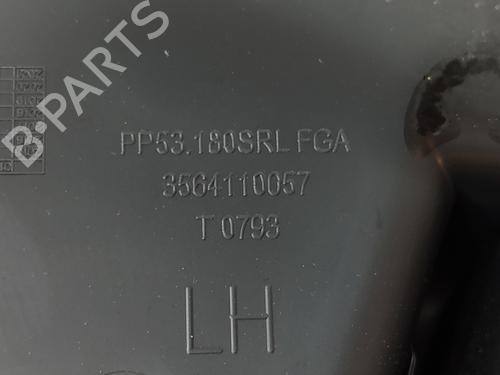 PP53.180SRL FGA
3564110057
T 0793
LH
B-PARTS